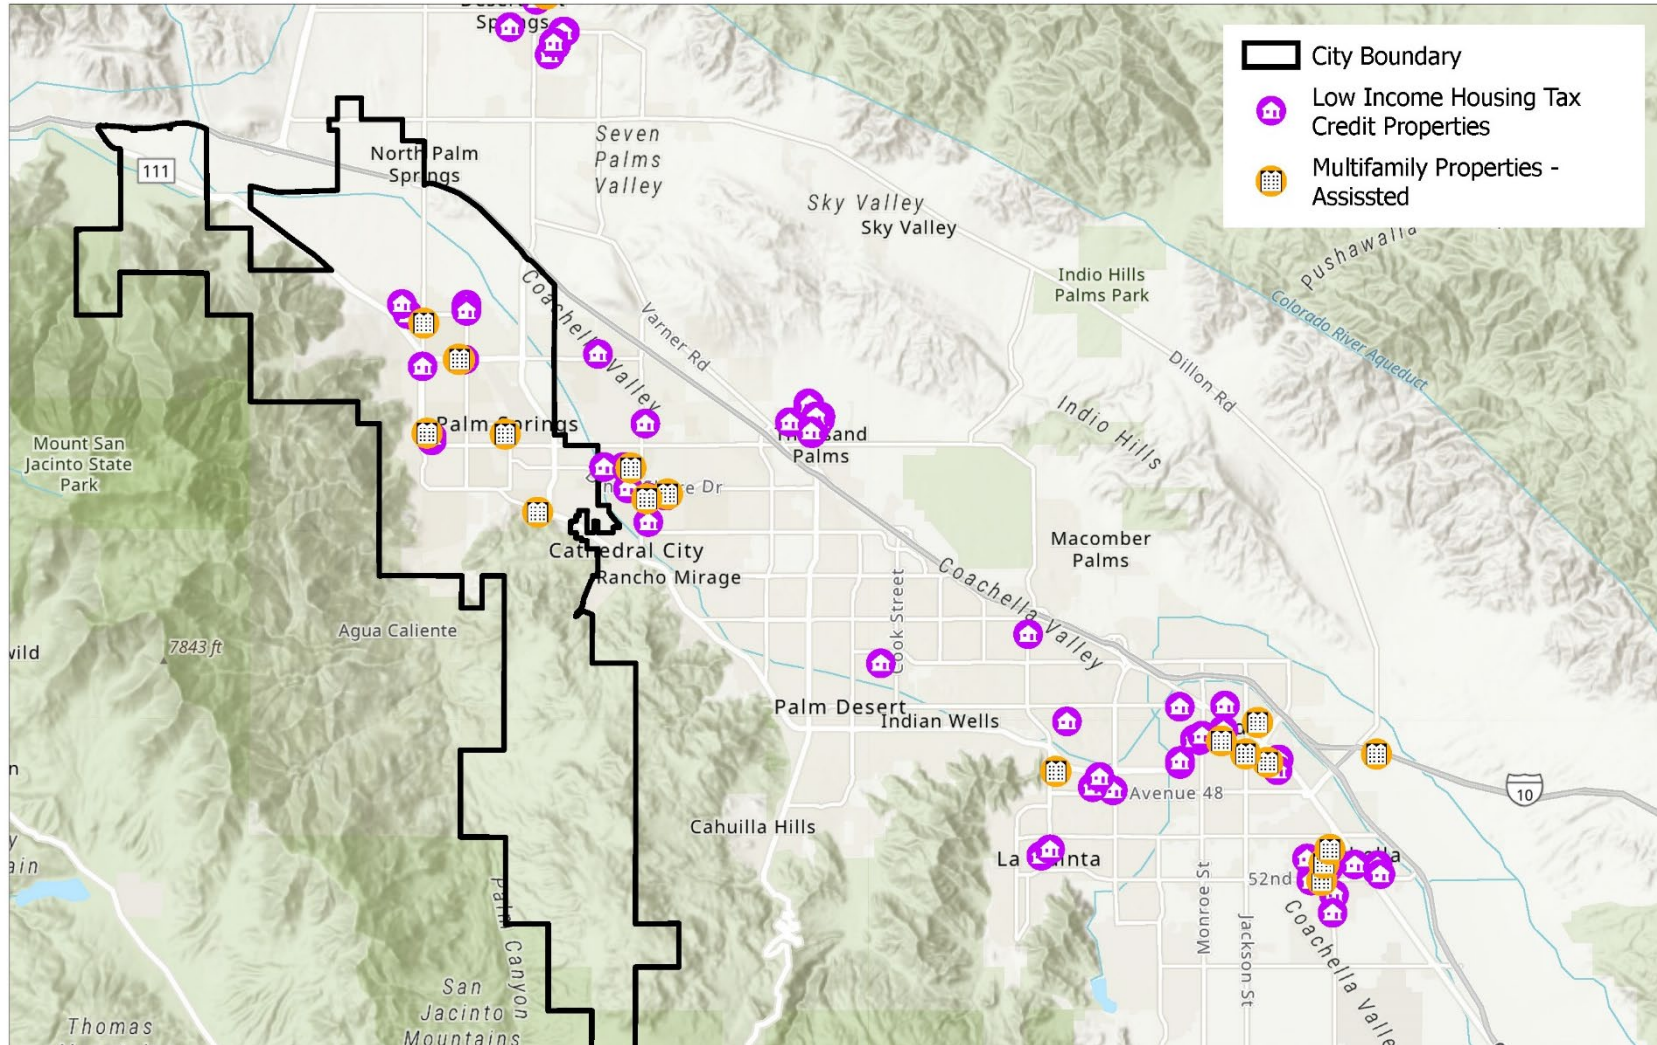 Springs
City Boundary
Low Income Housing Tax
Credit Properties
Multifamily Properties -
Assissted
111
North Palm
Springs
Seven
Palms
Valley
Sky Valley
Sky Valley
Pushawalla
Indio Hills
Palms Park
Colorado River Aqueduct
Coachella Valley
Varner Rd
Dillon Rd
Indio Hills
Palm Springs
Mount San
Jacinto State
Park
Palms
Dr
Macomber
Palms
Cathedral City
Rancho Mirage
Coachella Valley
Cook Street
Agua Caliente
7843 ft
Palm Desert
Indian Wells
10
Avenue 48
Cahuilla Hills
La
52nd
Monroe St
Jackson St
Coachella Valle
Palm Canyon
San
Jacinto
Mountains
Thomas